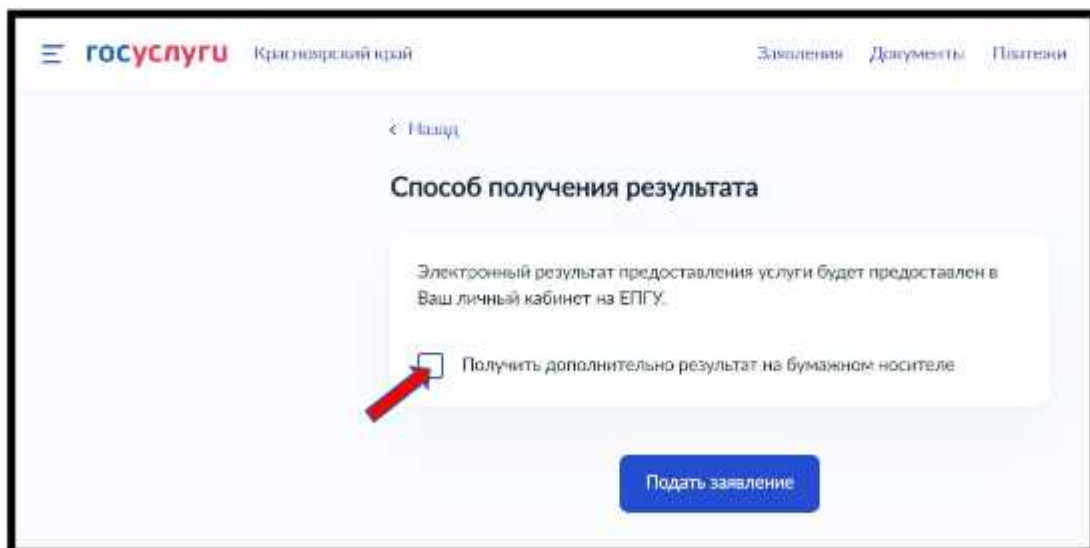 госуслуги Красноярский край Заявления Документы Платежи
< Назад
Способ получения результата
Электронный результат предоставления услуги будет предоставлен в
Ваш личный кабинет на ЕПГУ.
Получить дополнительно результат на бумажном носителе
Подать заявление